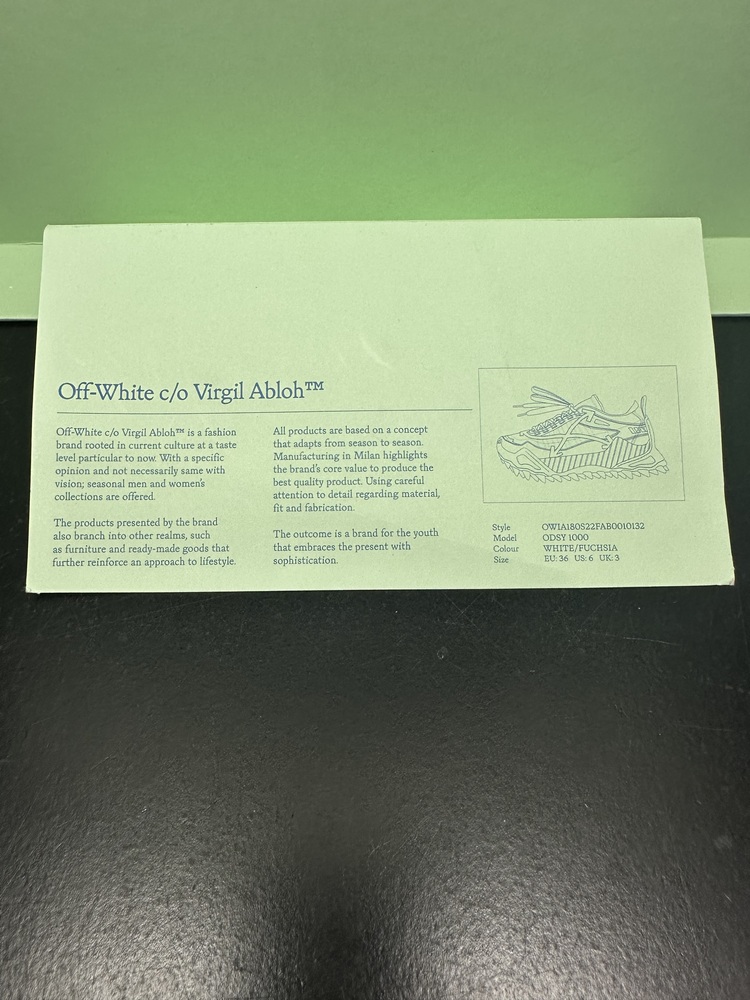 Off-White c/o Virgil Abloh™
Off-White c/o Virgil Abloh™ is a fashion
brand rooted in current culture at a taste
level particular to now. With a specific
opinion and not necessarily same with
vision; seasonal men and women's
collections are offered.
The products presented by the brand
also branch into other realms, such
as furniture and ready-made goods that
further reinforce an approach to lifestyle.
All products are based on a concept
that adapts from season to season.
Manufacturing in Milan highlights
the brand's core value to produce the
best quality product. Using careful
attention to detail regarding material,
fit and fabrication.
The outcome is a brand for the youth
that embraces the present with
sophistication.
Style OWIA180S22FAB0010132
Model ODSY 1000
Colour WHITE/FUCHSIA
Size EU: 36 US: 6 UK: 3